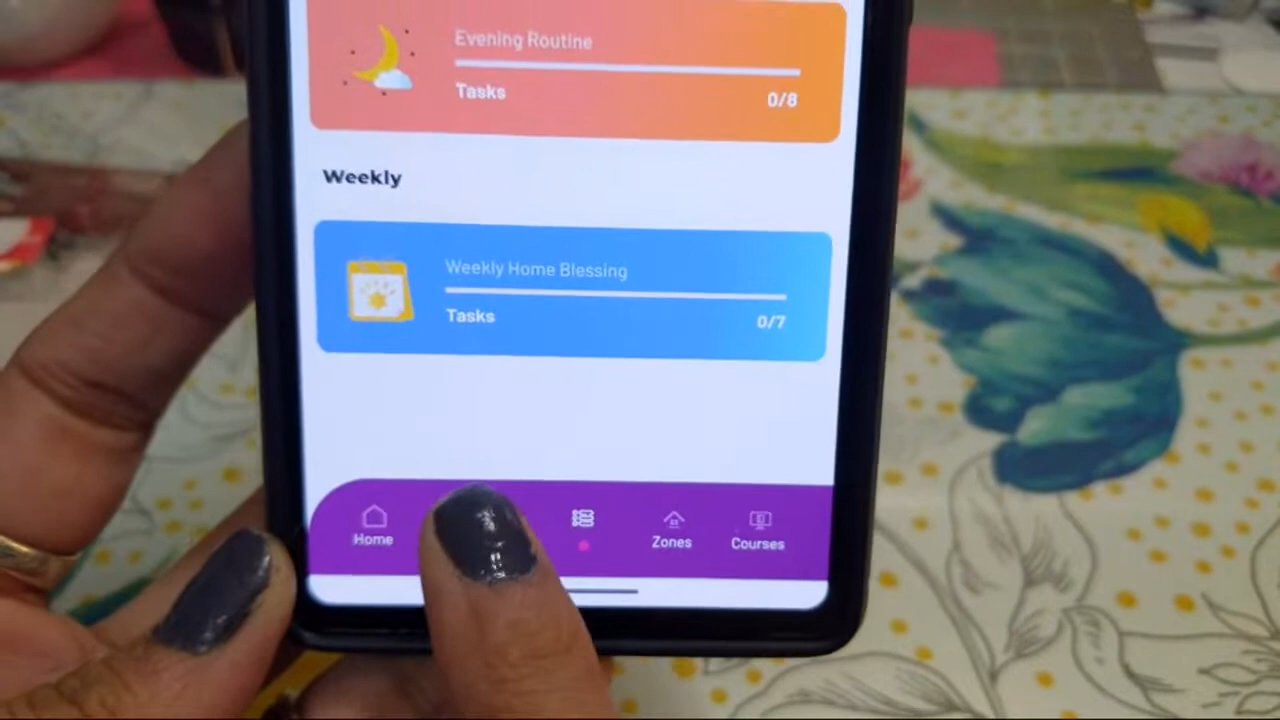 Evening Routine
Tasks 0/8
Weekly
Weekly Home Blessing
Tasks 0/7
Home Zones Courses